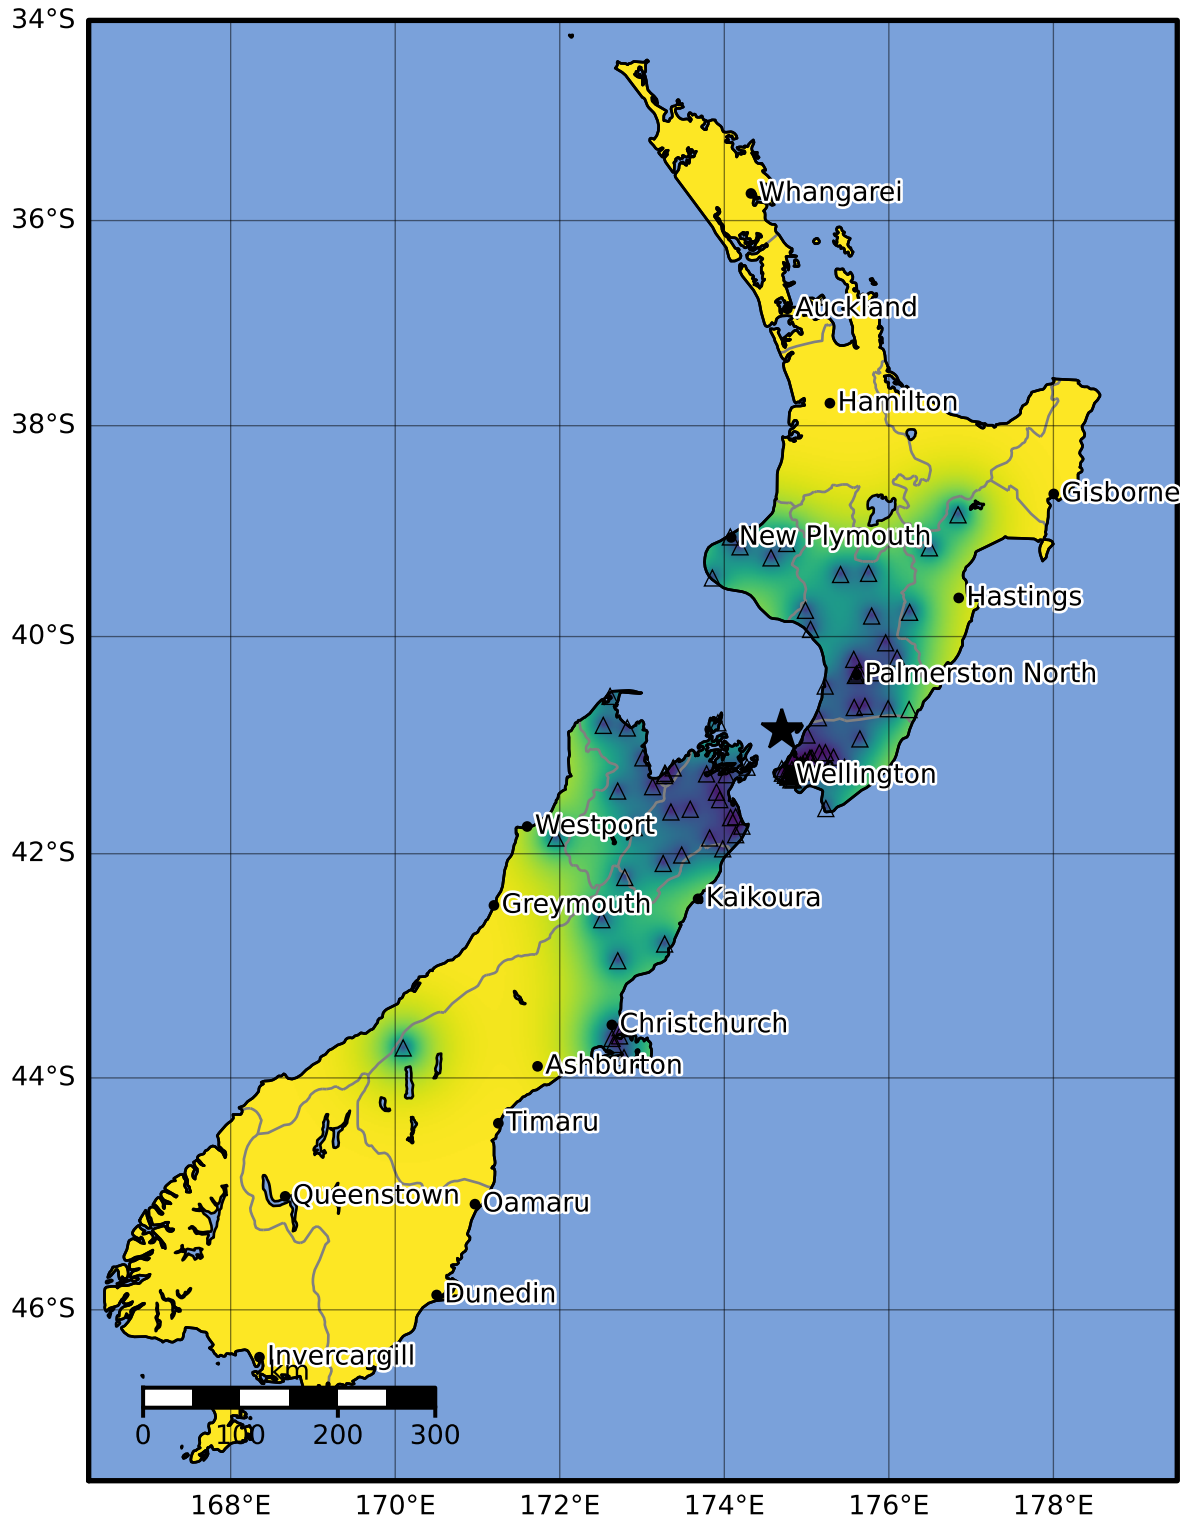 34°S
Whangarei
36°S
Auckland
Hamilton
38°S
Gisborne
New Plymouth
Hastings
40°S
Palmerston North
Wellington
Westport
42°S
Kaikoura
Greymouth
Christchurch
Ashburton
44°S
Timaru
Queenstown
Oamaru
Dunedin
46°S
Invercargill
km
0 100 200 300
168°E 170°E 172°E 174°E 176°E 178°E